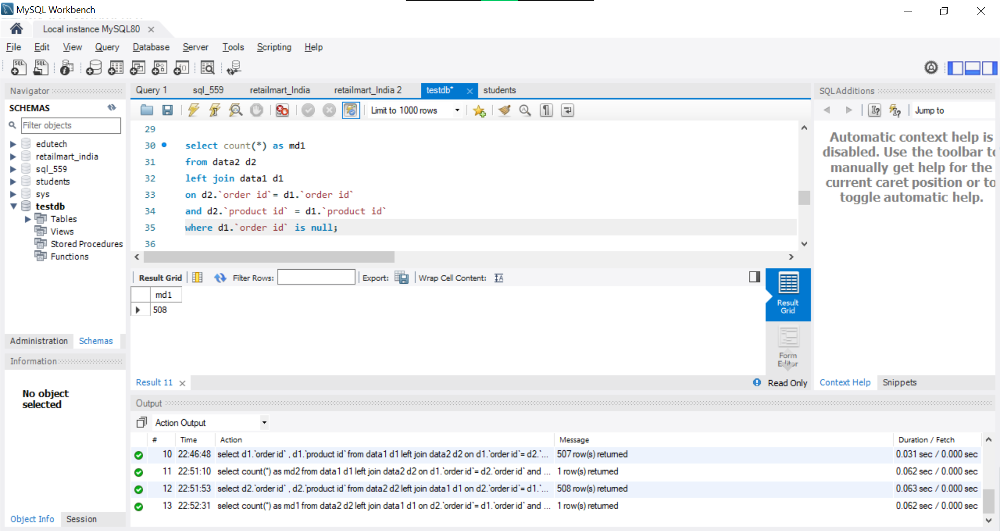 MySQL Workbench
Local instance MySQL80
File Edit View Query Database Server Tools Scripting Help
Navigator
SCHEMAS
Filter objects
edutech
retailmart_india
sql_559
students
sys
testdb
Tables
Views
Stored Procedures
Functions
Administration Schemas
Information
No object
selected
Object Info Session
Query 1 sql_559 retailmart_India retailmart_India 2 testdb* students
Limit to 1000 rows
29
30 select count(*) as md1
31 from data2 d2
32 left join data1 d1
33 on d2.`order id`= d1.`order id`
34 and d2.`product id` = d1.`product id`
35 where d1.`order id` is null;
36
Result Grid Filter Rows: Export: Wrap Cell Content:
md1
508
Result
Grid
Form
Editor
Result 11 Read Only
SQLAdditions
Jump to
Automatic context help is
disabled. Use the toolbar to
manually get help for the
current caret position or to
toggle automatic help.
Context Help Snippets
Output
Action Output
# Time Action Message Duration / Fetch
10 22:46:48 select d1.`order id` , d1.`product id` from data1 d1 left join data2 d2 on d1.`order id`= d2.`... 507 row(s) returned 0.031 sec / 0.000 sec
11 22:51:10 select count(*) as md2 from data1 d1 left join data2 d2 on d1.`order id`= d2.`order id` and ... 1 row(s) returned 0.062 sec / 0.000 sec
12 22:51:53 select d2.`order id` , d2.`product id` from data2 d2 left join data1 d1 on d2.`order id`= d1.`... 508 row(s) returned 0.063 sec / 0.000 sec
13 22:52:31 select count(*) as md1 from data2 d2 left join data1 d1 on d2.`order id`= d1.`order id` and ... 1 row(s) returned 0.062 sec / 0.000 sec